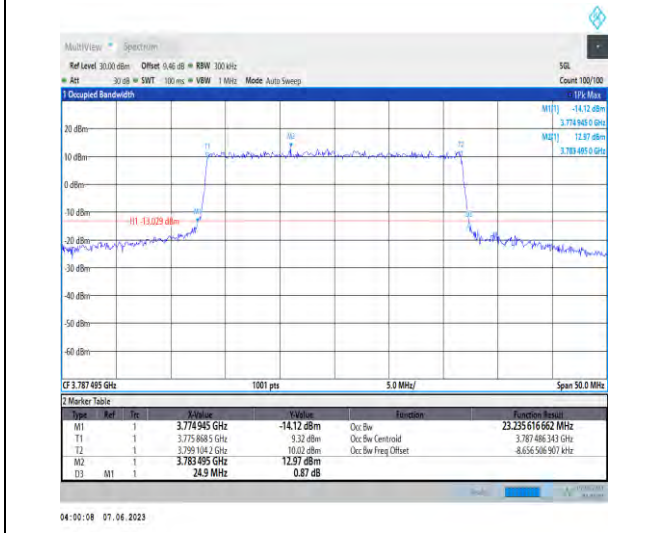 MultiView Spectrum
Ref Level 30.00 dBm Offset 9.46 dB RBW 300 kHz SGL
Att 30 dB SWT 100 ms VBW 1 MHz Mode Auto Sweep Count 100/100
1 Occupied Bandwidth 1Pk Max
M1[1] -14.12 dBm
3.774 945 0 GHz
M2[1] 12.97 dBm
3.783 495 0 GHz
20 dBm
T1 M2 T2
10 dBm
0 dBm
-10 dBm
H1 -13.029 dBm
-20 dBm
-30 dBm
-40 dBm
-50 dBm
-60 dBm
CF 3.787 495 GHz 1001 pts 5.0 MHz/ Span 50.0 MHz
2 Marker Table
Type Ref Trc X-Value Y-Value Function Function Result
M1 1 3.774 945 GHz -14.12 dBm Occ Bw 23.235 616 662 MHz
T1 1 3.775 868 5 GHz 9.32 dBm Occ Bw Centroid 3.787 486 343 GHz
T2 1 3.799 104 2 GHz 10.02 dBm Occ Bw Freq Offset -8.656 506 907 kHz
M2 1 3.783 495 GHz 12.97 dBm
D3 M1 1 24.9 MHz 0.87 dB
04:00:08 07.06.2023